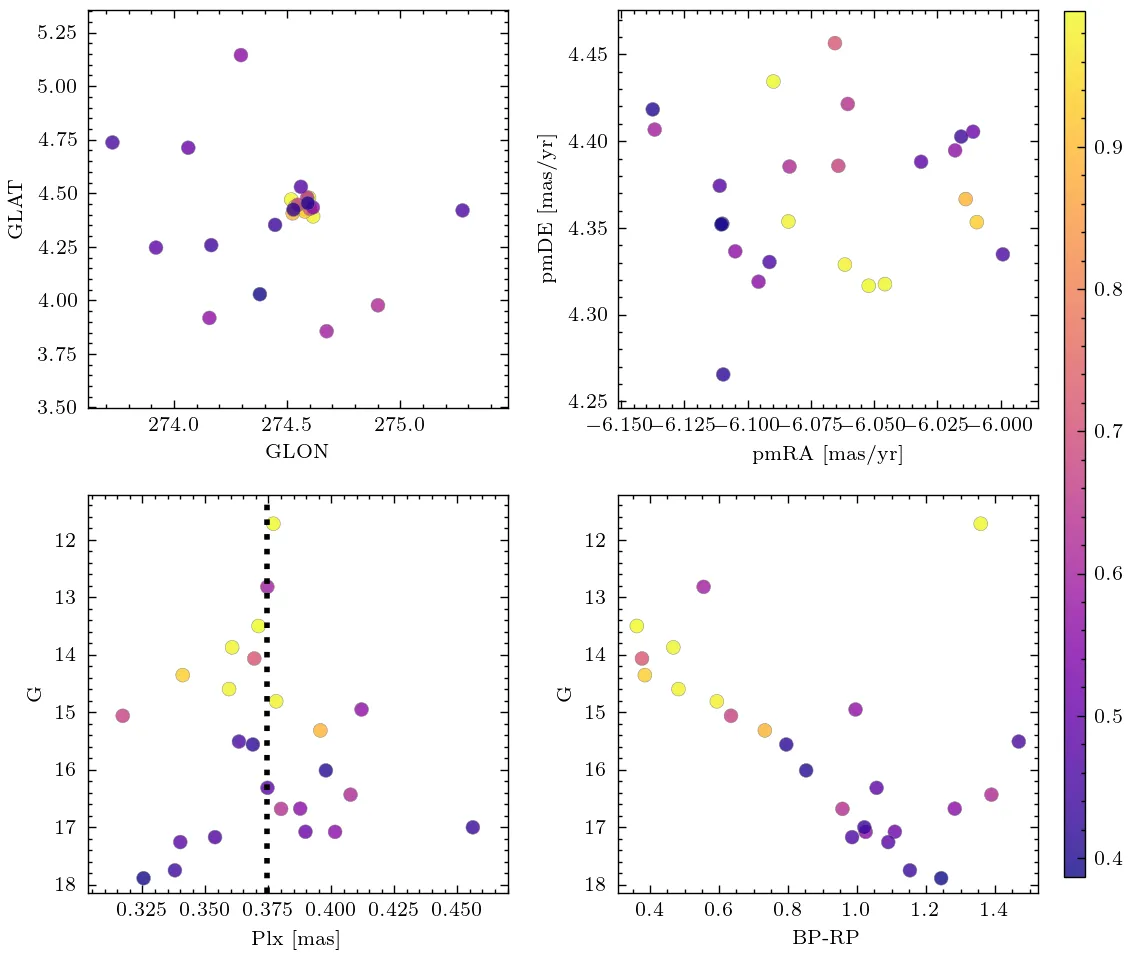 5.25
5.00
4.75
4.50
4.25
4.00
3.75
3.50
GLAT
274.0 274.5 275.0
GLON
4.45
4.40
4.35
4.30
4.25
pmDE [mas/yr]
−6.150 −6.125 −6.100 −6.075 −6.050 −6.025 −6.000
pmRA [mas/yr]
0.9
0.8
0.7
0.6
0.5
0.4
12
13
14
15
16
17
18
G
0.325 0.350 0.375 0.400 0.425 0.450
Plx [mas]
12
13
14
15
16
17
18
G
0.4 0.6 0.8 1.0 1.2 1.4
BP-RP